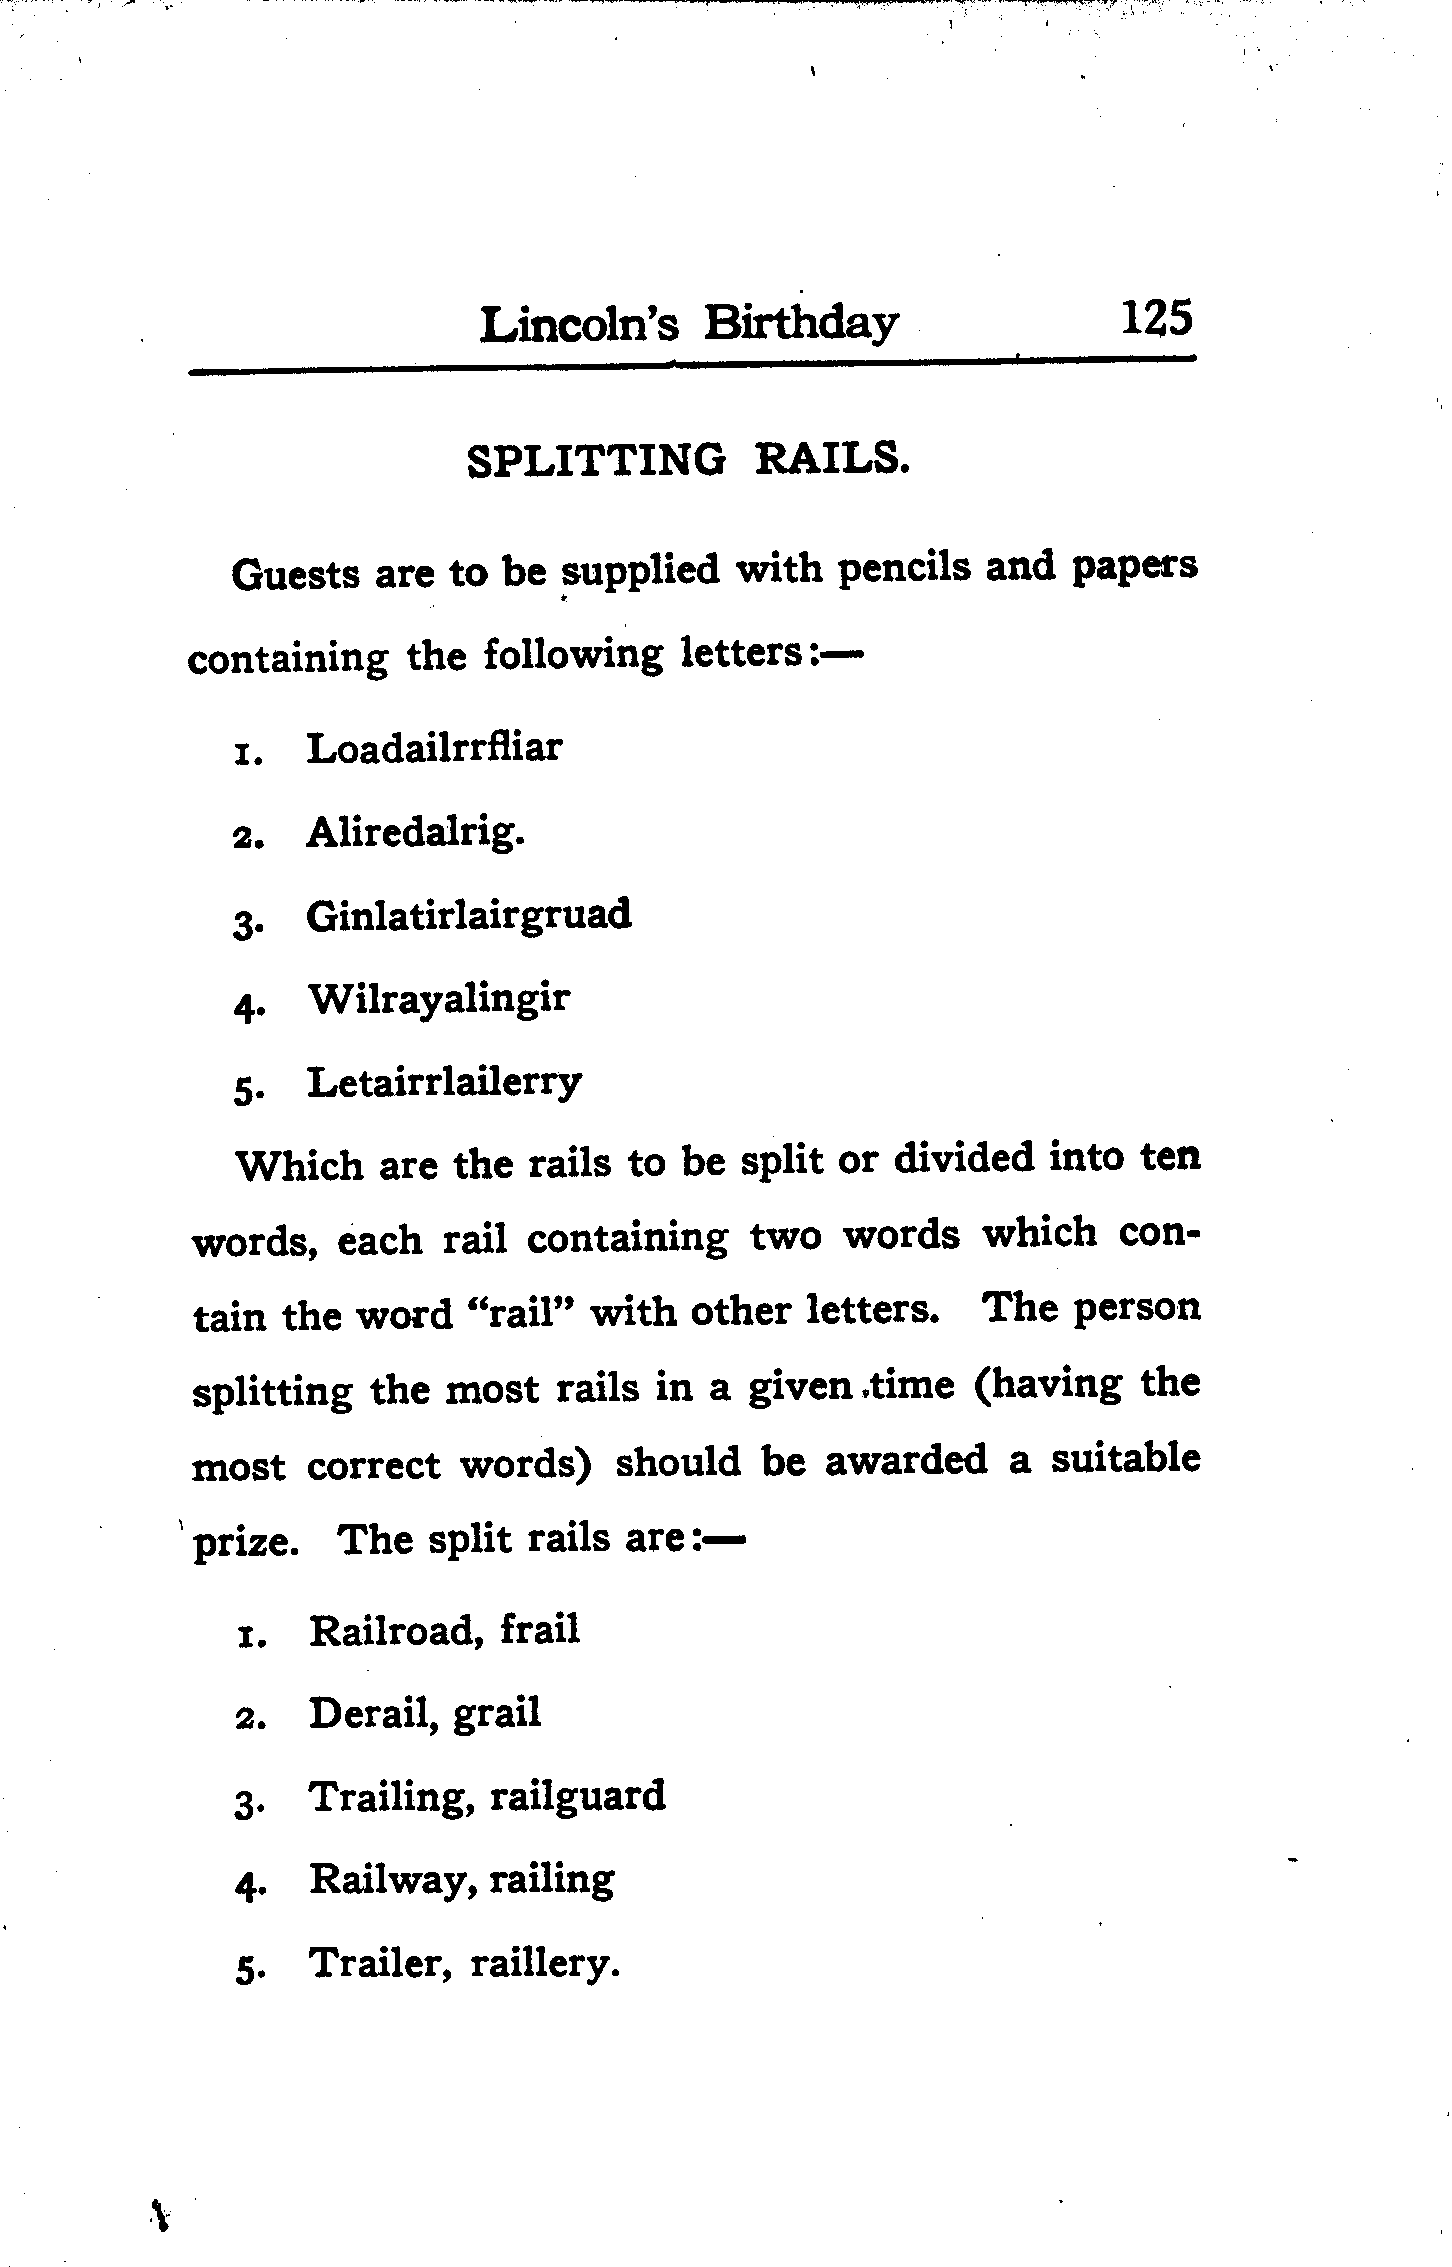 Lincoln's Birthday 125
SPLITTING RAILS.
Guests are to be supplied with pencils and papers
containing the following letters:—
1. Loadailrrfliar
2. Aliredalrig.
3. Ginlatirlairgruad
4. Wilrayalingir
5. Letairrlailerry
Which are the rails to be split or divided into ten
words, each rail containing two words which con-
tain the word “rail” with other letters. The person
splitting the most rails in a given time (having the
most correct words) should be awarded a suitable
prize. The split rails are:—
1. Railroad, frail
2. Derail, grail
3. Trailing, railguard
4. Railway, railing
5. Trailer, raillery.